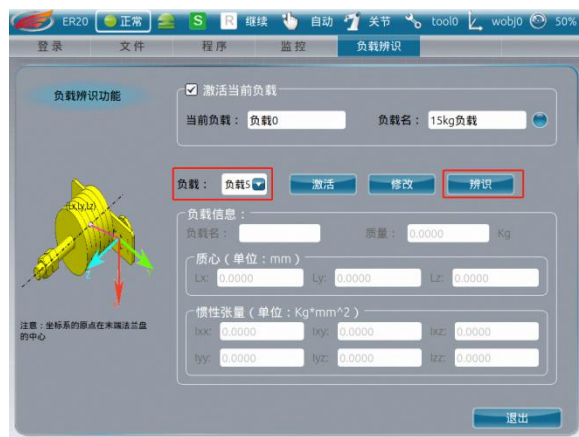 ER20 正常 S R 继续 自动 关节 tool0 wobj0 50%
登录 文件 程序 监控 负载辨识
负载辨识功能
激活当前负载
当前负载： 负载0 负载名： 15kg负载
负载： 负载5 激活 修改 辨识
负载信息：
负载名： 质量： 0.0000 Kg
质心（单位：mm）
Lx: 0.0000 Ly: 0.0000 Lz: 0.0000
惯性张量（单位：Kg*mm^2）
Ixx: 0.0000 Ixy: 0.0000 Ixz: 0.0000
Iyy: 0.0000 Iyz: 0.0000 Izz: 0.0000
(Lx,Ly,Lz)
Z
注意：坐标系的原点在末端法兰盘
的中心
退出